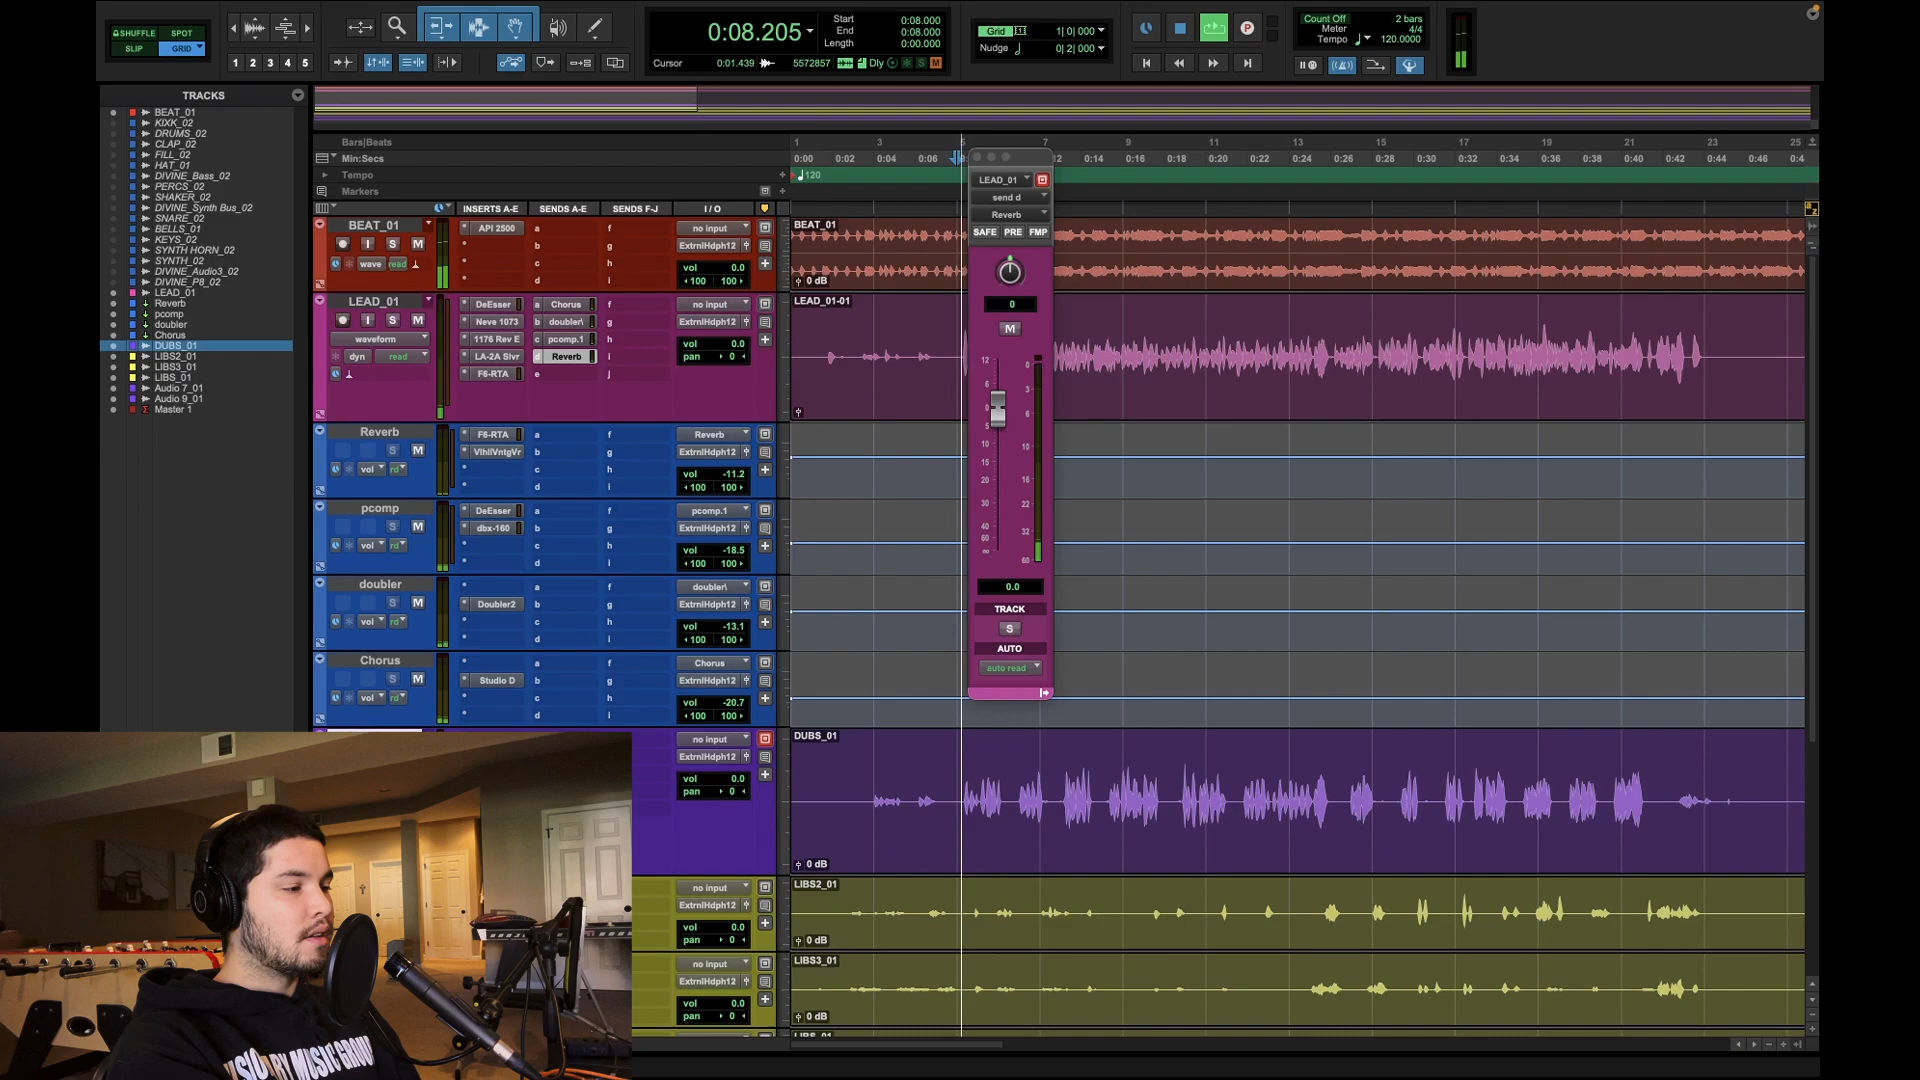 SHUFFLE SPOT
SLIP GRID
1 2 3 4 5
0:08.205
Start 0:08.000
End 0:08.000
Length 0:00.000
Cursor 0:01.439 5572857 Dly S M
Grid 1| 0| 000
Nudge 0| 2| 000
Count Off 2 bars
Meter 4/4
Tempo 120.0000
TRACKS
BEAT_01
KIXK_02
DRUMS_02
CLAP_02
FILL_02
HAT_01
DIVINE_Bass_02
PERCS_02
SHAKER_02
DIVINE_Synth Bus_02
SNARE_02
BELLS_01
KEYS_02
SYNTH HORN_02
SYNTH_02
DIVINE_Audio3_02
DIVINE_P8_02
LEAD_01
Reverb
pcomp
doubler
Chorus
DUBS_01
LIBS2_01
LIBS3_01
LIBS_01
Audio 7_01
Audio 9_01
Master 1
Bars|Beats 1 3 5 7 9 11 13 15 17 19 21 23 25
Min:Secs 0:00 0:02 0:04 0:06 12 0:14 0:16 0:18 0:20 0:22 0:24 0:26 0:28 0:30 0:32 0:34 0:36 0:38 0:40 0:42 0:44 0:46 0:4
Tempo 120
Markers
INSERTS A-E SENDS A-E SENDS F-J I / O
BEAT_01 API 2500 a f no input
I S M b g ExtrnlHdph12
wave read c h vol 0.0
d i 100 100
BEAT_01
0 dB
LEAD_01 DeEsser a Chorus f no input
I S M Neve 1073 b doubler\ g ExtrnlHdph12
waveform 1176 Rev E c pcomp.1 h vol 0.0
dyn read LA-2A Slvr d Reverb i pan 0
F6-RTA e j
LEAD_01-01
Reverb F6-RTA a f Reverb
S M VlhllVntgVr b g ExtrnlHdph12
vol rd c h vol -11.2
d i 100 100
pcomp DeEsser a f pcomp.1
S M dbx-160 b g ExtrnlHdph12
vol rd c h vol -18.5
d i 100 100
doubler a f doubler\
S M Doubler2 b g ExtrnlHdph12
vol rd c h vol -13.1
d i 100 100
Chorus a f Chorus
S M Studio D b g ExtrnlHdph12
vol rd c h vol -20.7
d i 100 100
LEAD_01
send d
Reverb
SAFE PRE FMP
0
M
12 0
6 3
0 6
5
10 10
15
20 16
30 22
40 32
60
∞ 60
0.0
TRACK
S
AUTO
auto read
no input
ExtrnlHdph12
vol 0.0
pan 0
DUBS_01
0 dB
no input
ExtrnlHdph12
vol 0.0
pan 0
LIBS2_01
0 dB
no input
ExtrnlHdph12
vol 0.0
pan 0
LIBS3_01
0 dB
MUSIC GROUP